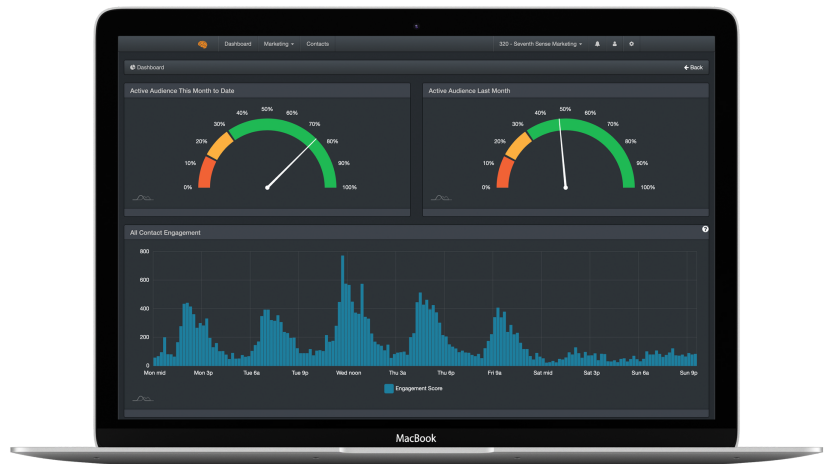 Dashboard Marketing Contacts 320 - Seventh Sense Marketing
Dashboard Back
Active Audience This Month to Date
0% 10% 20% 30% 40% 50% 60% 70% 80% 90% 100%
Active Audience Last Month
0% 10% 20% 30% 40% 50% 60% 70% 80% 90% 100%
All Contact Engagement ?
800
600
400
200
0
Mon mid Mon 3p Tue 6a Tue 9p Wed noon Thu 3a Thu 6p Fri 9a Sat mid Sat 3p Sun 6a Sun 9p
Engagement Score
MacBook